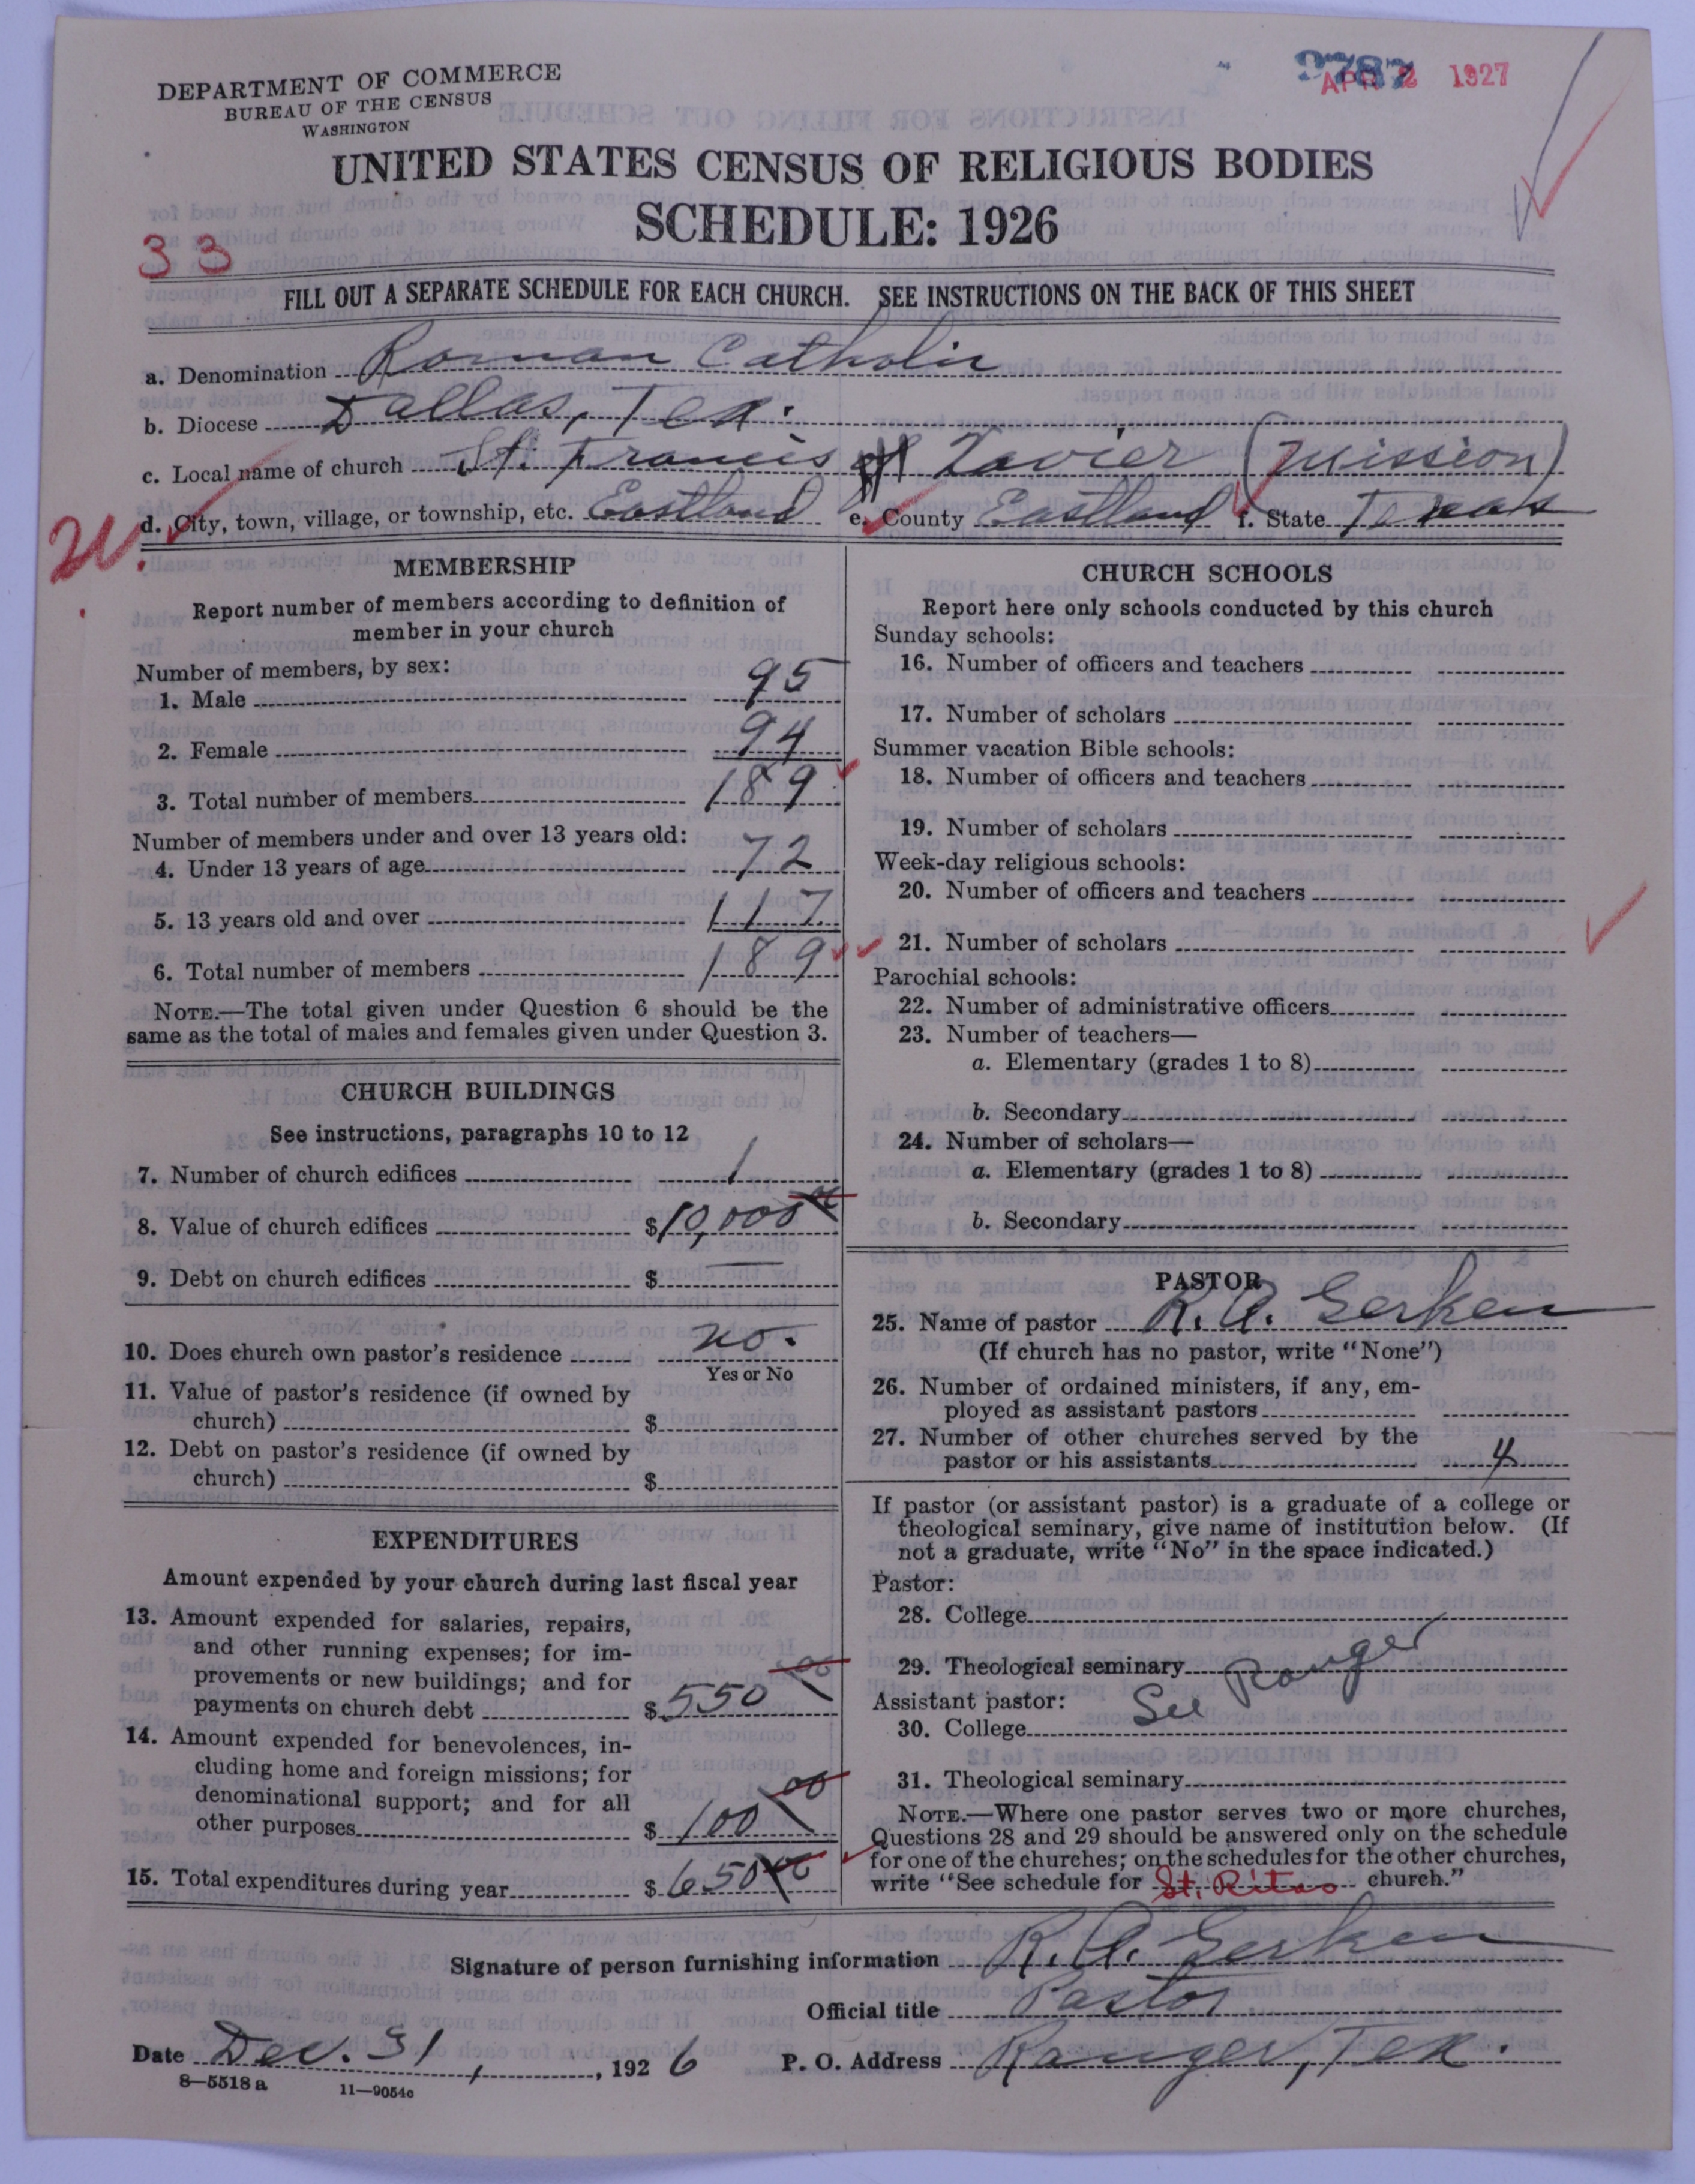 DEPARTMENT OF COMMERCE
BUREAU OF THE CENSUS
WASHINGTON
APR 2 1927
UNITED STATES CENSUS OF RELIGIOUS BODIES
SCHEDULE: 1926
33
FILL OUT A SEPARATE SCHEDULE FOR EACH CHURCH. SEE INSTRUCTIONS ON THE BACK OF THIS SHEET
a. Denomination Roman Catholic
b. Diocese Dallas, Tex.
c. Local name of church St. Francis Xavier (Mission)
d. City, town, village, or township, etc. Eastland e. County Eastland f. State Texas
MEMBERSHIP
Report number of members according to definition of
member in your church
Number of members, by sex:
1. Male 95
2. Female 94
3. Total number of members 189
Number of members under and over 13 years old:
4. Under 13 years of age 72
5. 13 years old and over 117
6. Total number of members 189
NOTE.—The total given under Question 6 should be the
same as the total of males and females given under Question 3.
CHURCH BUILDINGS
See instructions, paragraphs 10 to 12
7. Number of church edifices 1
8. Value of church edifices $10,000 00
9. Debt on church edifices $ —
10. Does church own pastor's residence no.
Yes or No
11. Value of pastor's residence (if owned by
church) $
12. Debt on pastor's residence (if owned by
church) $
EXPENDITURES
Amount expended by your church during last fiscal year
13. Amount expended for salaries, repairs,
and other running expenses; for im-
provements or new buildings; and for
payments on church debt $550 00
14. Amount expended for benevolences, in-
cluding home and foreign missions; for
denominational support; and for all
other purposes $100 00
15. Total expenditures during year $650 00
CHURCH SCHOOLS
Report here only schools conducted by this church
Sunday schools:
16. Number of officers and teachers
17. Number of scholars
Summer vacation Bible schools:
18. Number of officers and teachers
19. Number of scholars
Week-day religious schools:
20. Number of officers and teachers
21. Number of scholars
Parochial schools:
22. Number of administrative officers
23. Number of teachers—
a. Elementary (grades 1 to 8)
b. Secondary
24. Number of scholars—
a. Elementary (grades 1 to 8)
b. Secondary
PASTOR
25. Name of pastor R. A. Gerken
(If church has no pastor, write "None")
26. Number of ordained ministers, if any, em-
ployed as assistant pastors
27. Number of other churches served by the
pastor or his assistants 4
If pastor (or assistant pastor) is a graduate of a college or
theological seminary, give name of institution below. (If
not a graduate, write "No" in the space indicated.)
Pastor:
28. College
29. Theological seminary
See Ranger
Assistant pastor:
30. College
31. Theological seminary
NOTE.—Where one pastor serves two or more churches,
Questions 28 and 29 should be answered only on the schedule
for one of the churches; on the schedules for the other churches,
write "See schedule for St. Ritas church."
Signature of person furnishing information R. A. Gerken
Official title Pastor
Date Dec. 31, 1926 P. O. Address Ranger, Tex.
8—5518 a 11—9054c